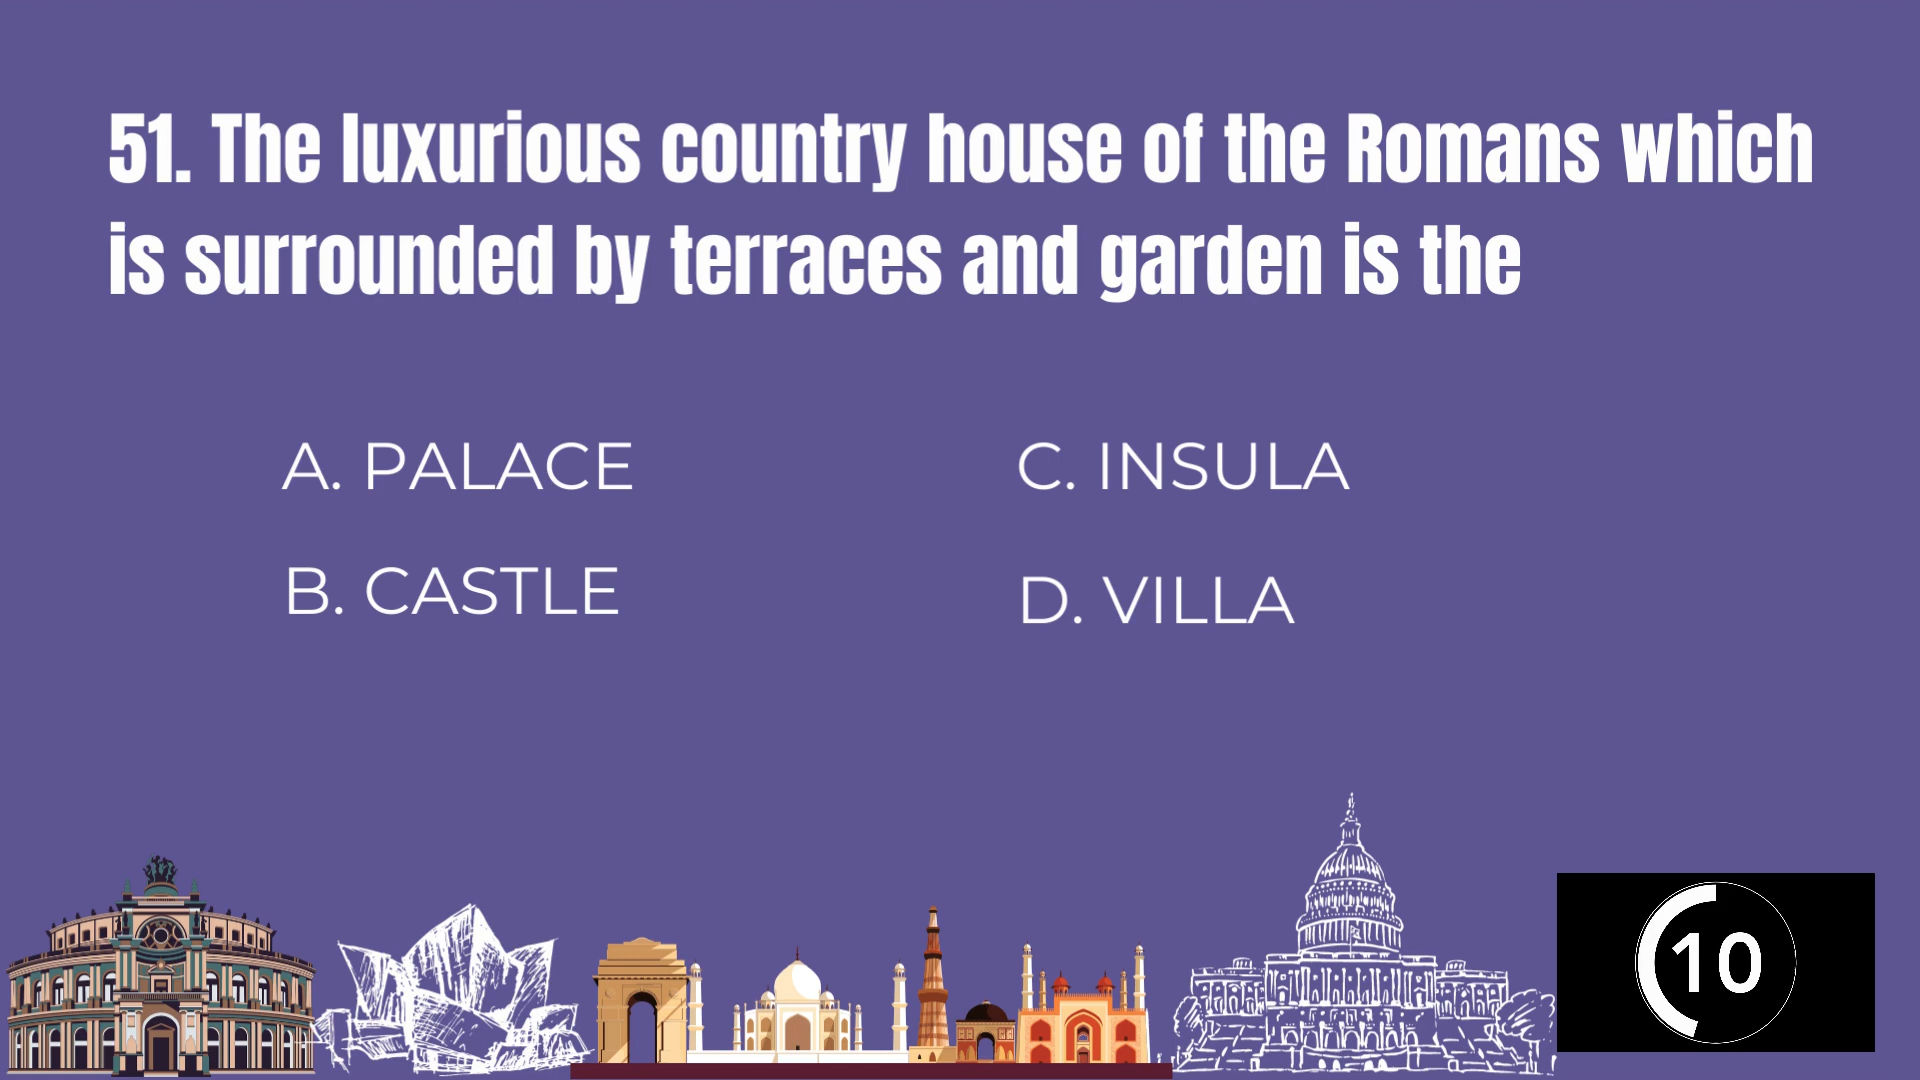 51. The luxurious country house of the Romans which
is surrounded by terraces and garden is the
A. PALACE
B. CASTLE
C. INSULA
D. VILLA
10